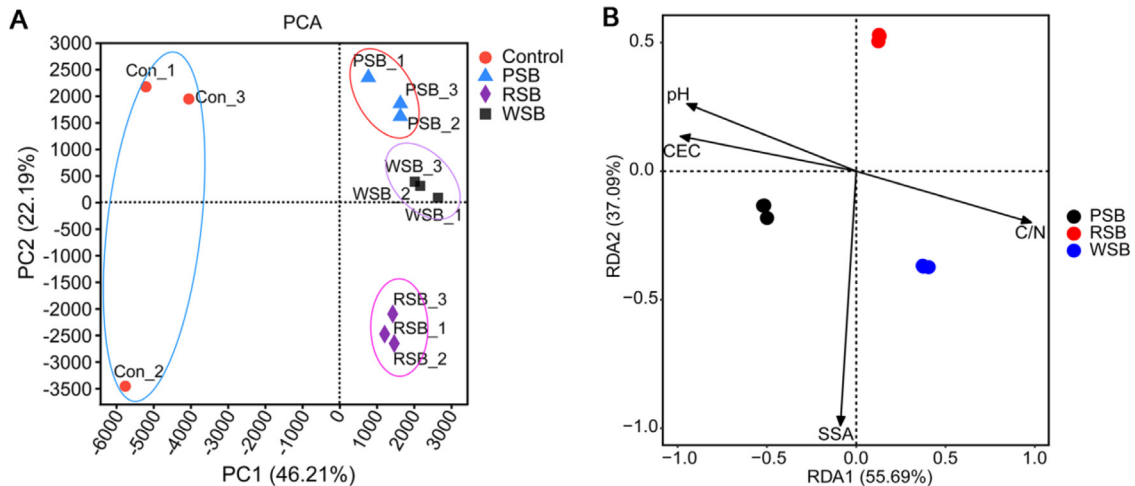 A
PCA
3000
2500
2000
1500
1000
500
0
-500
-1000
-1500
-2000
-2500
-3000
-3500
PC2 (22.19%)
Con_1
Con_3
Con_2
PSB_1
PSB_3
PSB_2
WSB_3
WSB_2
WSB_1
RSB_3
RSB_1
RSB_2
-6000
-5000
-4000
-3000
-2000
-1000
0
1000
2000
3000
PC1 (46.21%)
Control
PSB
RSB
WSB
B
0.5
0.0
−0.5
−1.0
RDA2 (37.09%)
pH
CEC
C/N
SSA
−1.0
−0.5
0.0
0.5
1.0
RDA1 (55.69%)
PSB
RSB
WSB